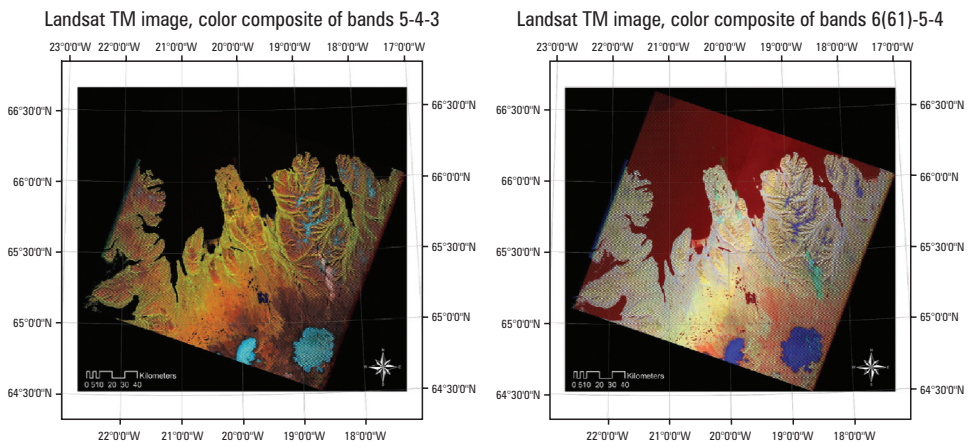 Landsat TM image, color composite of bands 5-4-3
23°0'0"W 22°0'0"W 21°0'0"W 20°0'0"W 19°0'0"W 18°0'0"W 17°0'0"W
66°30'0"N
66°0'0"N
65°30'0"N
65°0'0"N
64°30'0"N
66°30'0"N
66°0'0"N
65°30'0"N
65°0'0"N
64°30'0"N
Kilometers
0 510 20 30 40
22°0'0"W 21°0'0"W 20°0'0"W 19°0'0"W 18°0'0"W
Landsat TM image, color composite of bands 6(61)-5-4
23°0'0"W 22°0'0"W 21°0'0"W 20°0'0"W 19°0'0"W 18°0'0"W 17°0'0"W
66°30'0"N
66°0'0"N
65°30'0"N
65°0'0"N
64°30'0"N
66°30'0"N
66°0'0"N
65°30'0"N
65°0'0"N
64°30'0"N
Kilometers
0 510 20 30 40
22°0'0"W 21°0'0"W 20°0'0"W 19°0'0"W 18°0'0"W